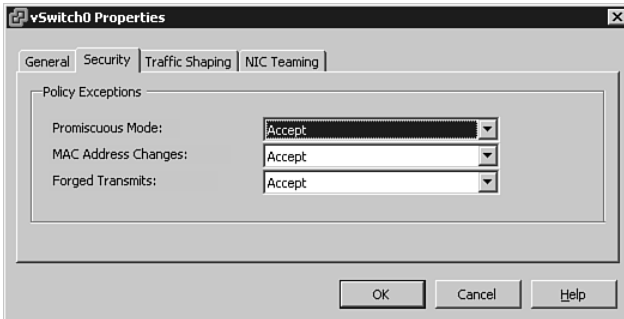 vSwitch0 Properties
General Security Traffic Shaping NIC Teaming
Policy Exceptions
Promiscuous Mode: Accept
MAC Address Changes: Accept
Forged Transmits: Accept
OK Cancel Help